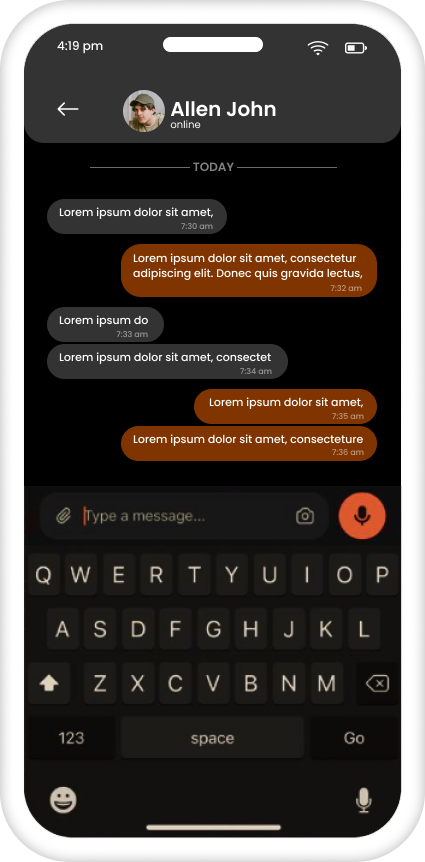 4:19 pm
Allen John
online
TODAY
Lorem ipsum dolor sit amet,
7:30 am
Lorem ipsum dolor sit amet, consectetur
adipiscing elit. Donec quis gravida lectus,
7:32 am
Lorem ipsum do
7:33 am
Lorem ipsum dolor sit amet, consectet
7:34 am
Lorem ipsum dolor sit amet,
7:35 am
Lorem ipsum dolor sit amet, consecteture
7:36 am
Type a message...
Q W E R T Y U I O P
A S D F G H J K L
Z X C V B N M
123 space Go